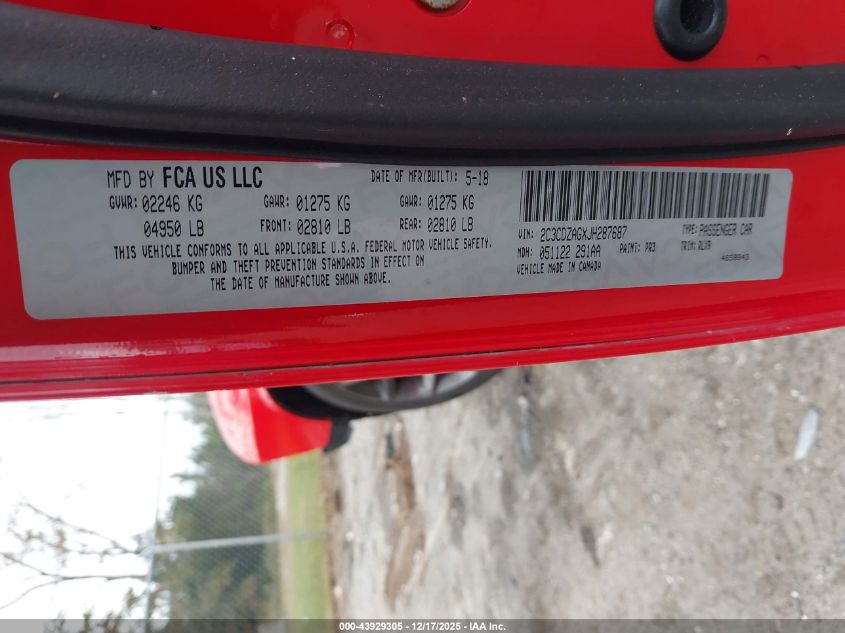 MFD BY FCA US LLC DATE OF MFR(BUILT): 5-18
GVWR: 02246 KG GAWR: 01275 KG GAWR: 01275 KG
04950 LB FRONT: 02810 LB REAR: 02810 LB
THIS VEHICLE CONFORMS TO ALL APPLICABLE U.S.A. FEDERAL MOTOR VEHICLE SAFETY,
BUMPER AND THEFT PREVENTION STANDARDS IN EFFECT ON
THE DATE OF MANUFACTURE SHOWN ABOVE.
VIN: 2C3CDZAGXJH287687 TYPE: PASSENGER CAR
MDH: 051122 291AA PAINT: PR3 TRIM: RLX9
VEHICLE MADE IN CANADA 4658943
000-43929305 - 12/17/2025 - IAA Inc.